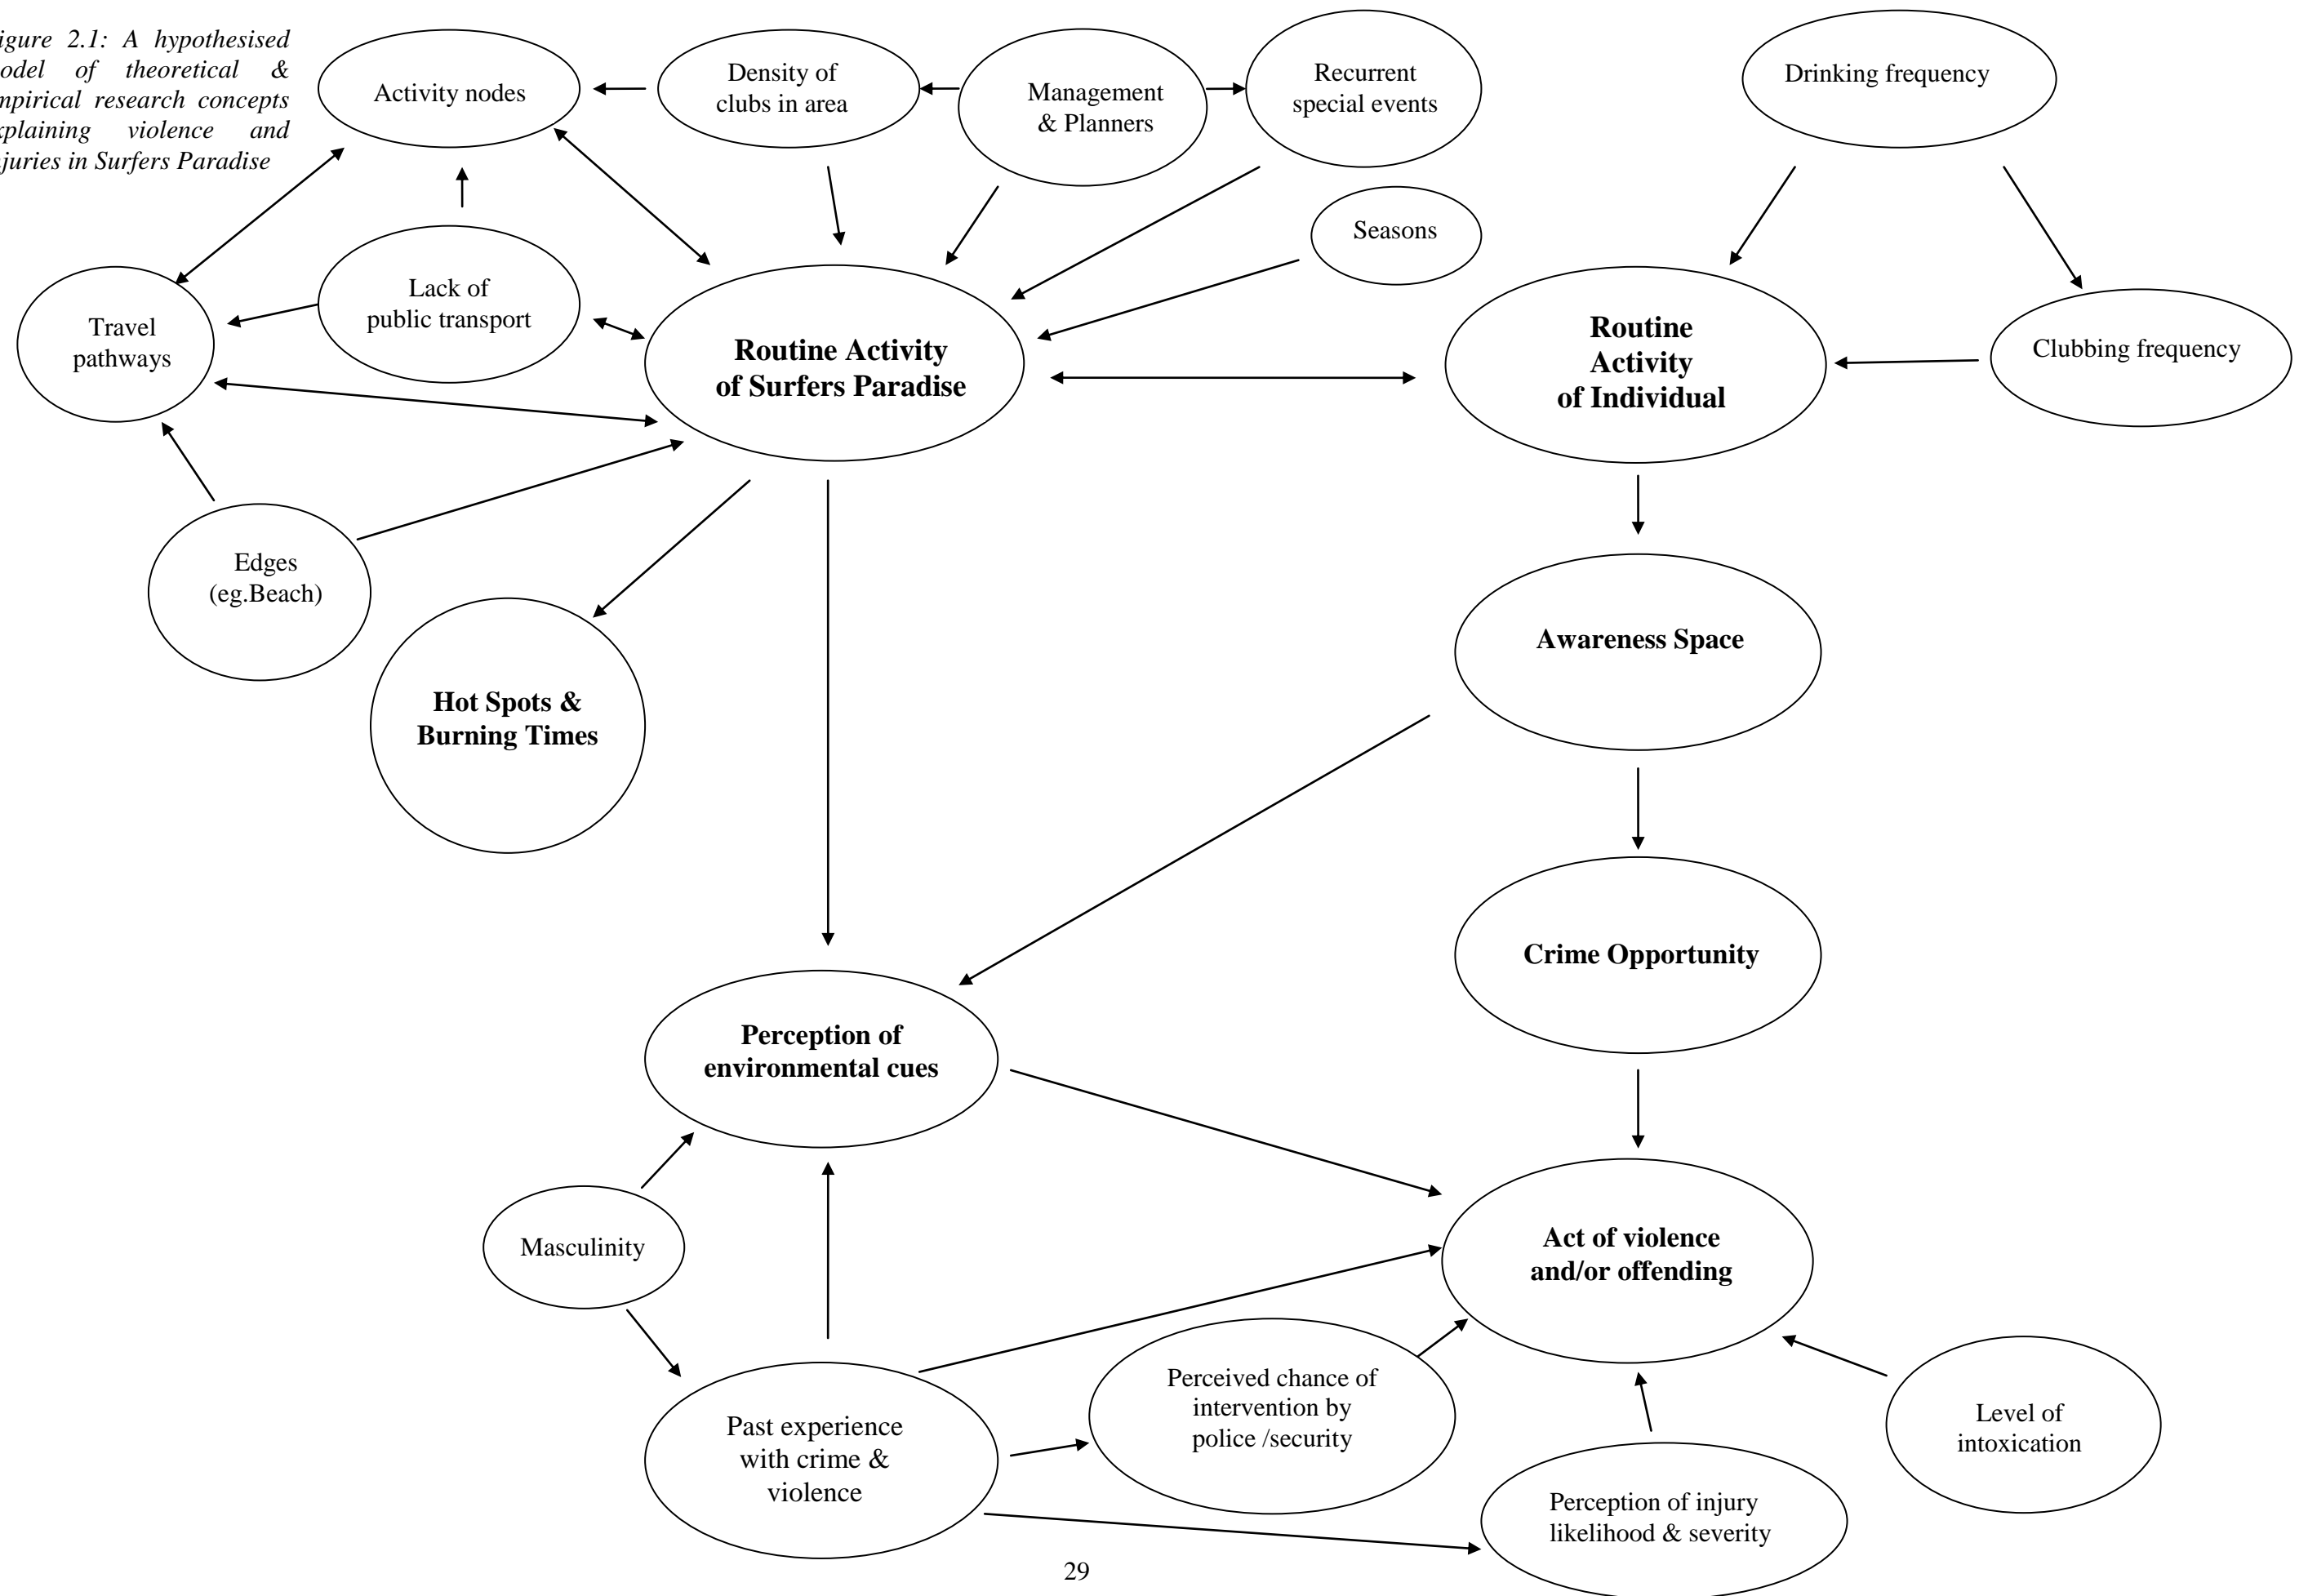 igure 2.1: A hypothesised
odel of theoretical &
mpirical research concepts
xplaining violence and
njuries in Surfers Paradise
Activity nodes
Density of
clubs in area
Management
& Planners
Recurrent
special events
Drinking frequency
Seasons
Lack of
public transport
Travel
pathways
Routine Activity
of Surfers Paradise
Routine
Activity
of Individual
Clubbing frequency
Edges
(eg.Beach)
Awareness Space
Hot Spots &
Burning Times
Crime Opportunity
Perception of
environmental cues
Masculinity
Act of violence
and/or offending
Past experience
with crime &
violence
Perceived chance of
intervention by
police /security
Level of
intoxication
Perception of injury
likelihood & severity
29